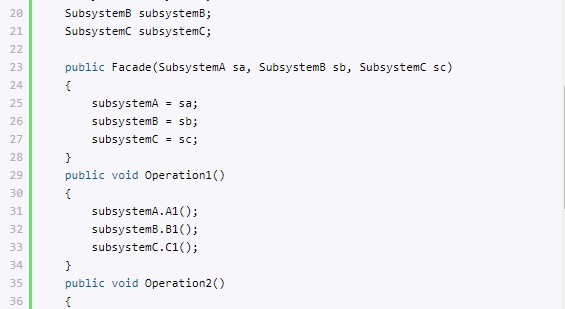 20 SubsystemB subsystemB;
21 SubsystemC subsystemC;
22
23 public Facade(SubsystemA sa, SubsystemB sb, SubsystemC sc)
24 {
25 subsystemA = sa;
26 subsystemB = sb;
27 subsystemC = sc;
28 }
29 public void Operation1()
30 {
31 subsystemA.A1();
32 subsystemB.B1();
33 subsystemC.C1();
34 }
35 public void Operation2()
36 {